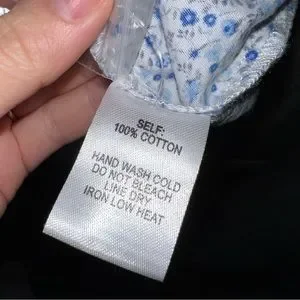 SELF:
100% COTTON
HAND WASH COLD
DO NOT BLEACH
LINE DRY
IRON LOW HEAT